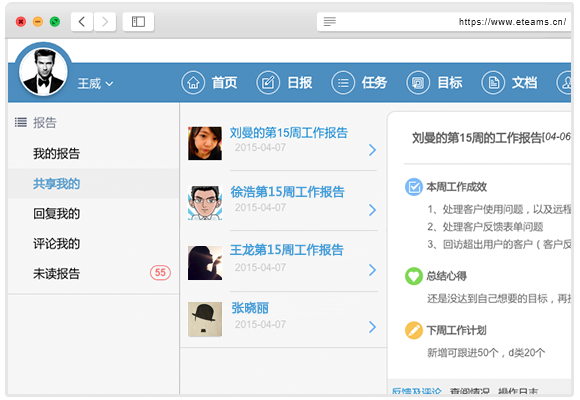 https://www.eteams.cn/
王威
首页
日报
任务
目标
文档
报告
我的报告
共享我的
回复我的
评论我的
未读报告
55
刘曼的第15周工作报告
2015-04-07
徐浩第15周工作报告
2015-04-07
王龙第15周工作报告
2015-04-07
张晓丽
2015-04-07
刘曼的第15周的工作报告[04-06
本周工作成效
1、处理客户使用问题，以及远程
2、处理客户反馈表单问题
3、回访超出用户的客户（客户反
总结心得
还是没达到自己想要的目标，再接
下周工作计划
新增可跟进50个，d类20个
反馈及评论 查阅情况 操作日志